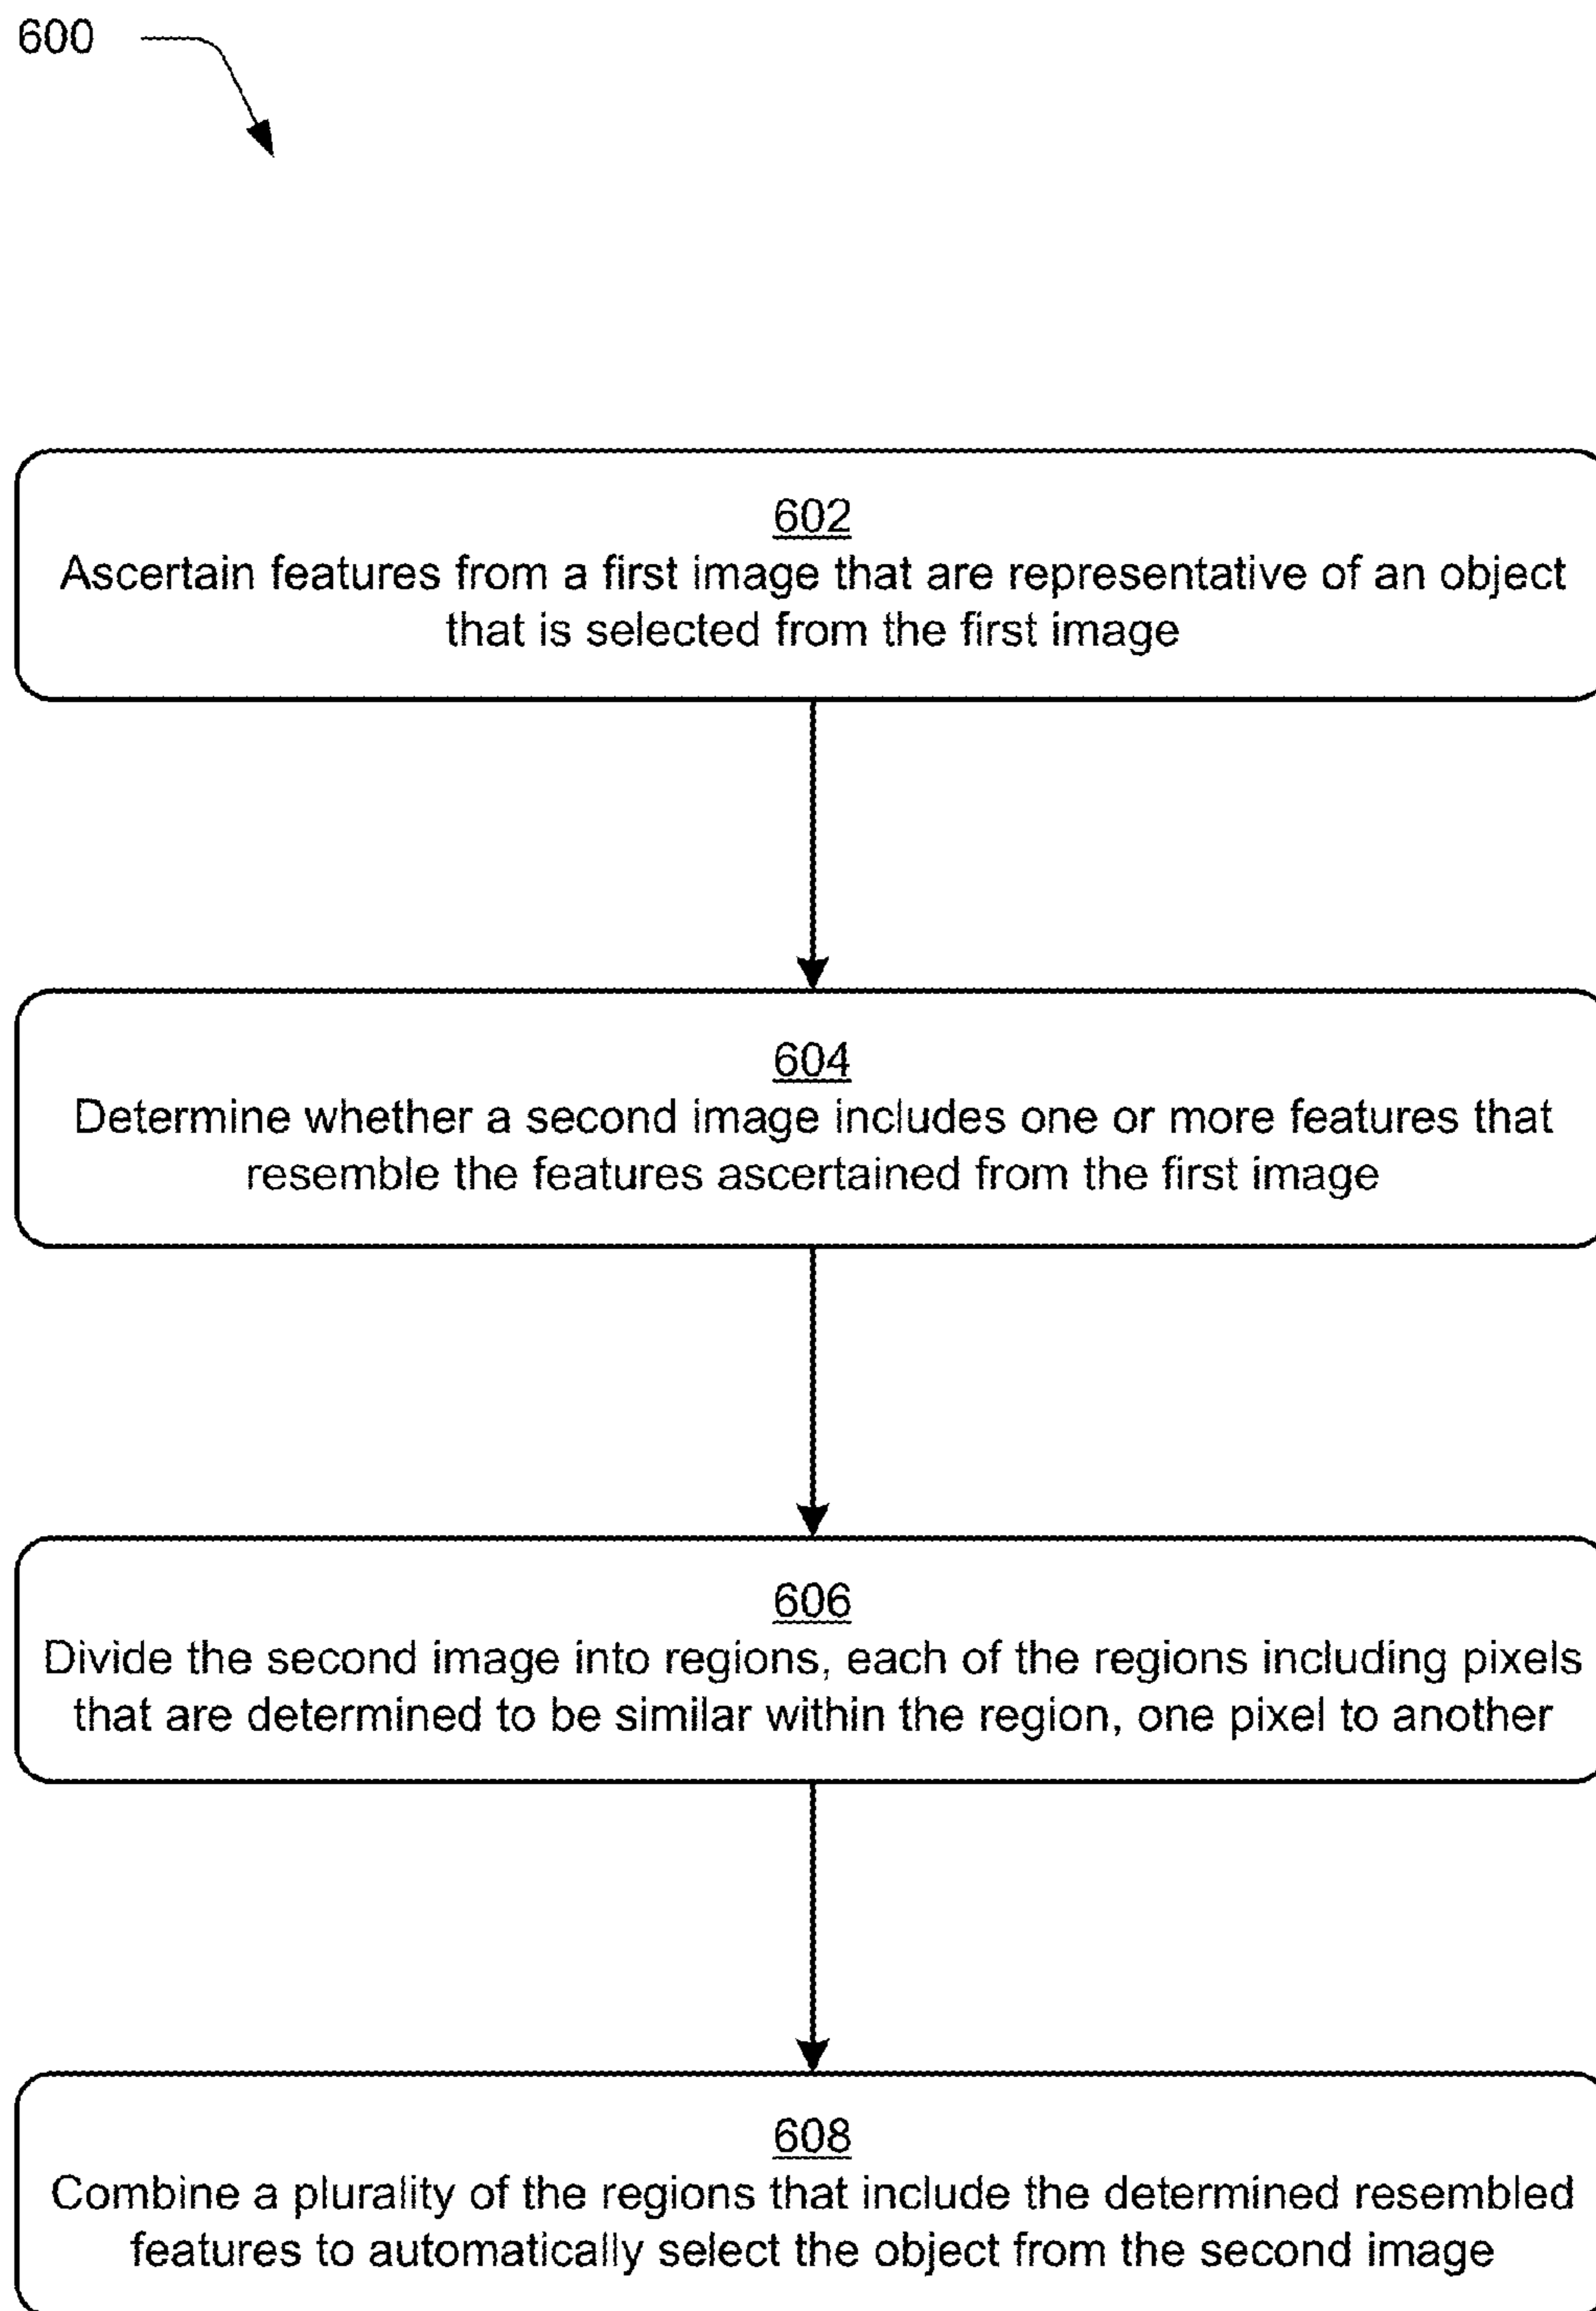 600
602
Ascertain features from a first image that are representative of an object
that is selected from the first image
604
Determine whether a second image includes one or more features that
resemble the features ascertained from the first image
606
Divide the second image into regions, each of the regions including pixels
that are determined to be similar within the region, one pixel to another
608
Combine a plurality of the regions that include the determined resembled
features to automatically select the object from the second image